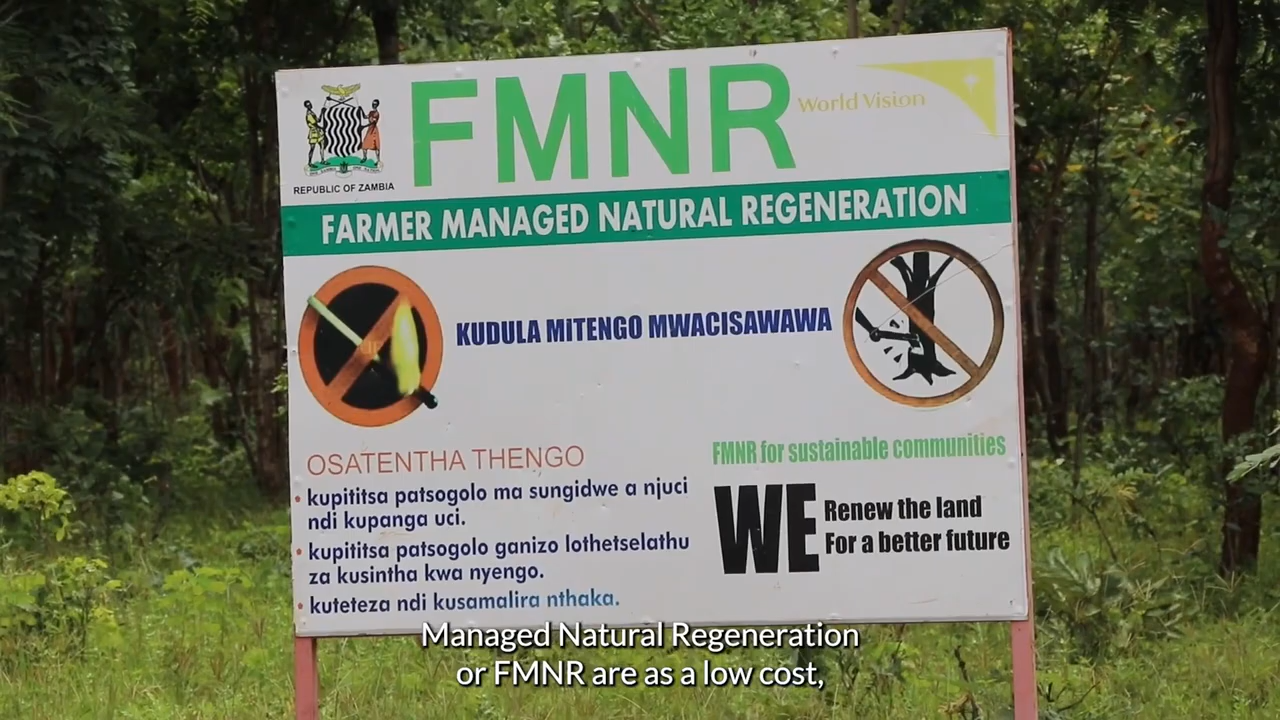 FMNR
World Vision
REPUBLIC OF ZAMBIA
FARMER MANAGED NATURAL REGENERATION
KUDULA MiTENGO MWACISAWAWA
OSATENTHA THENGO
• kupititsa patsogolo ma sungidwe a njuci
ndi kupanga uci.
• kupititsa patsogolo ganizo lothetselathu
za kusintha kwa nyengo.
• kuteteza ndi kusamalira nthaka.
FMNR for sustainable communities
WE Renew the land
For a better future
Managed Natural Regeneration
or FMNR are as a low cost,